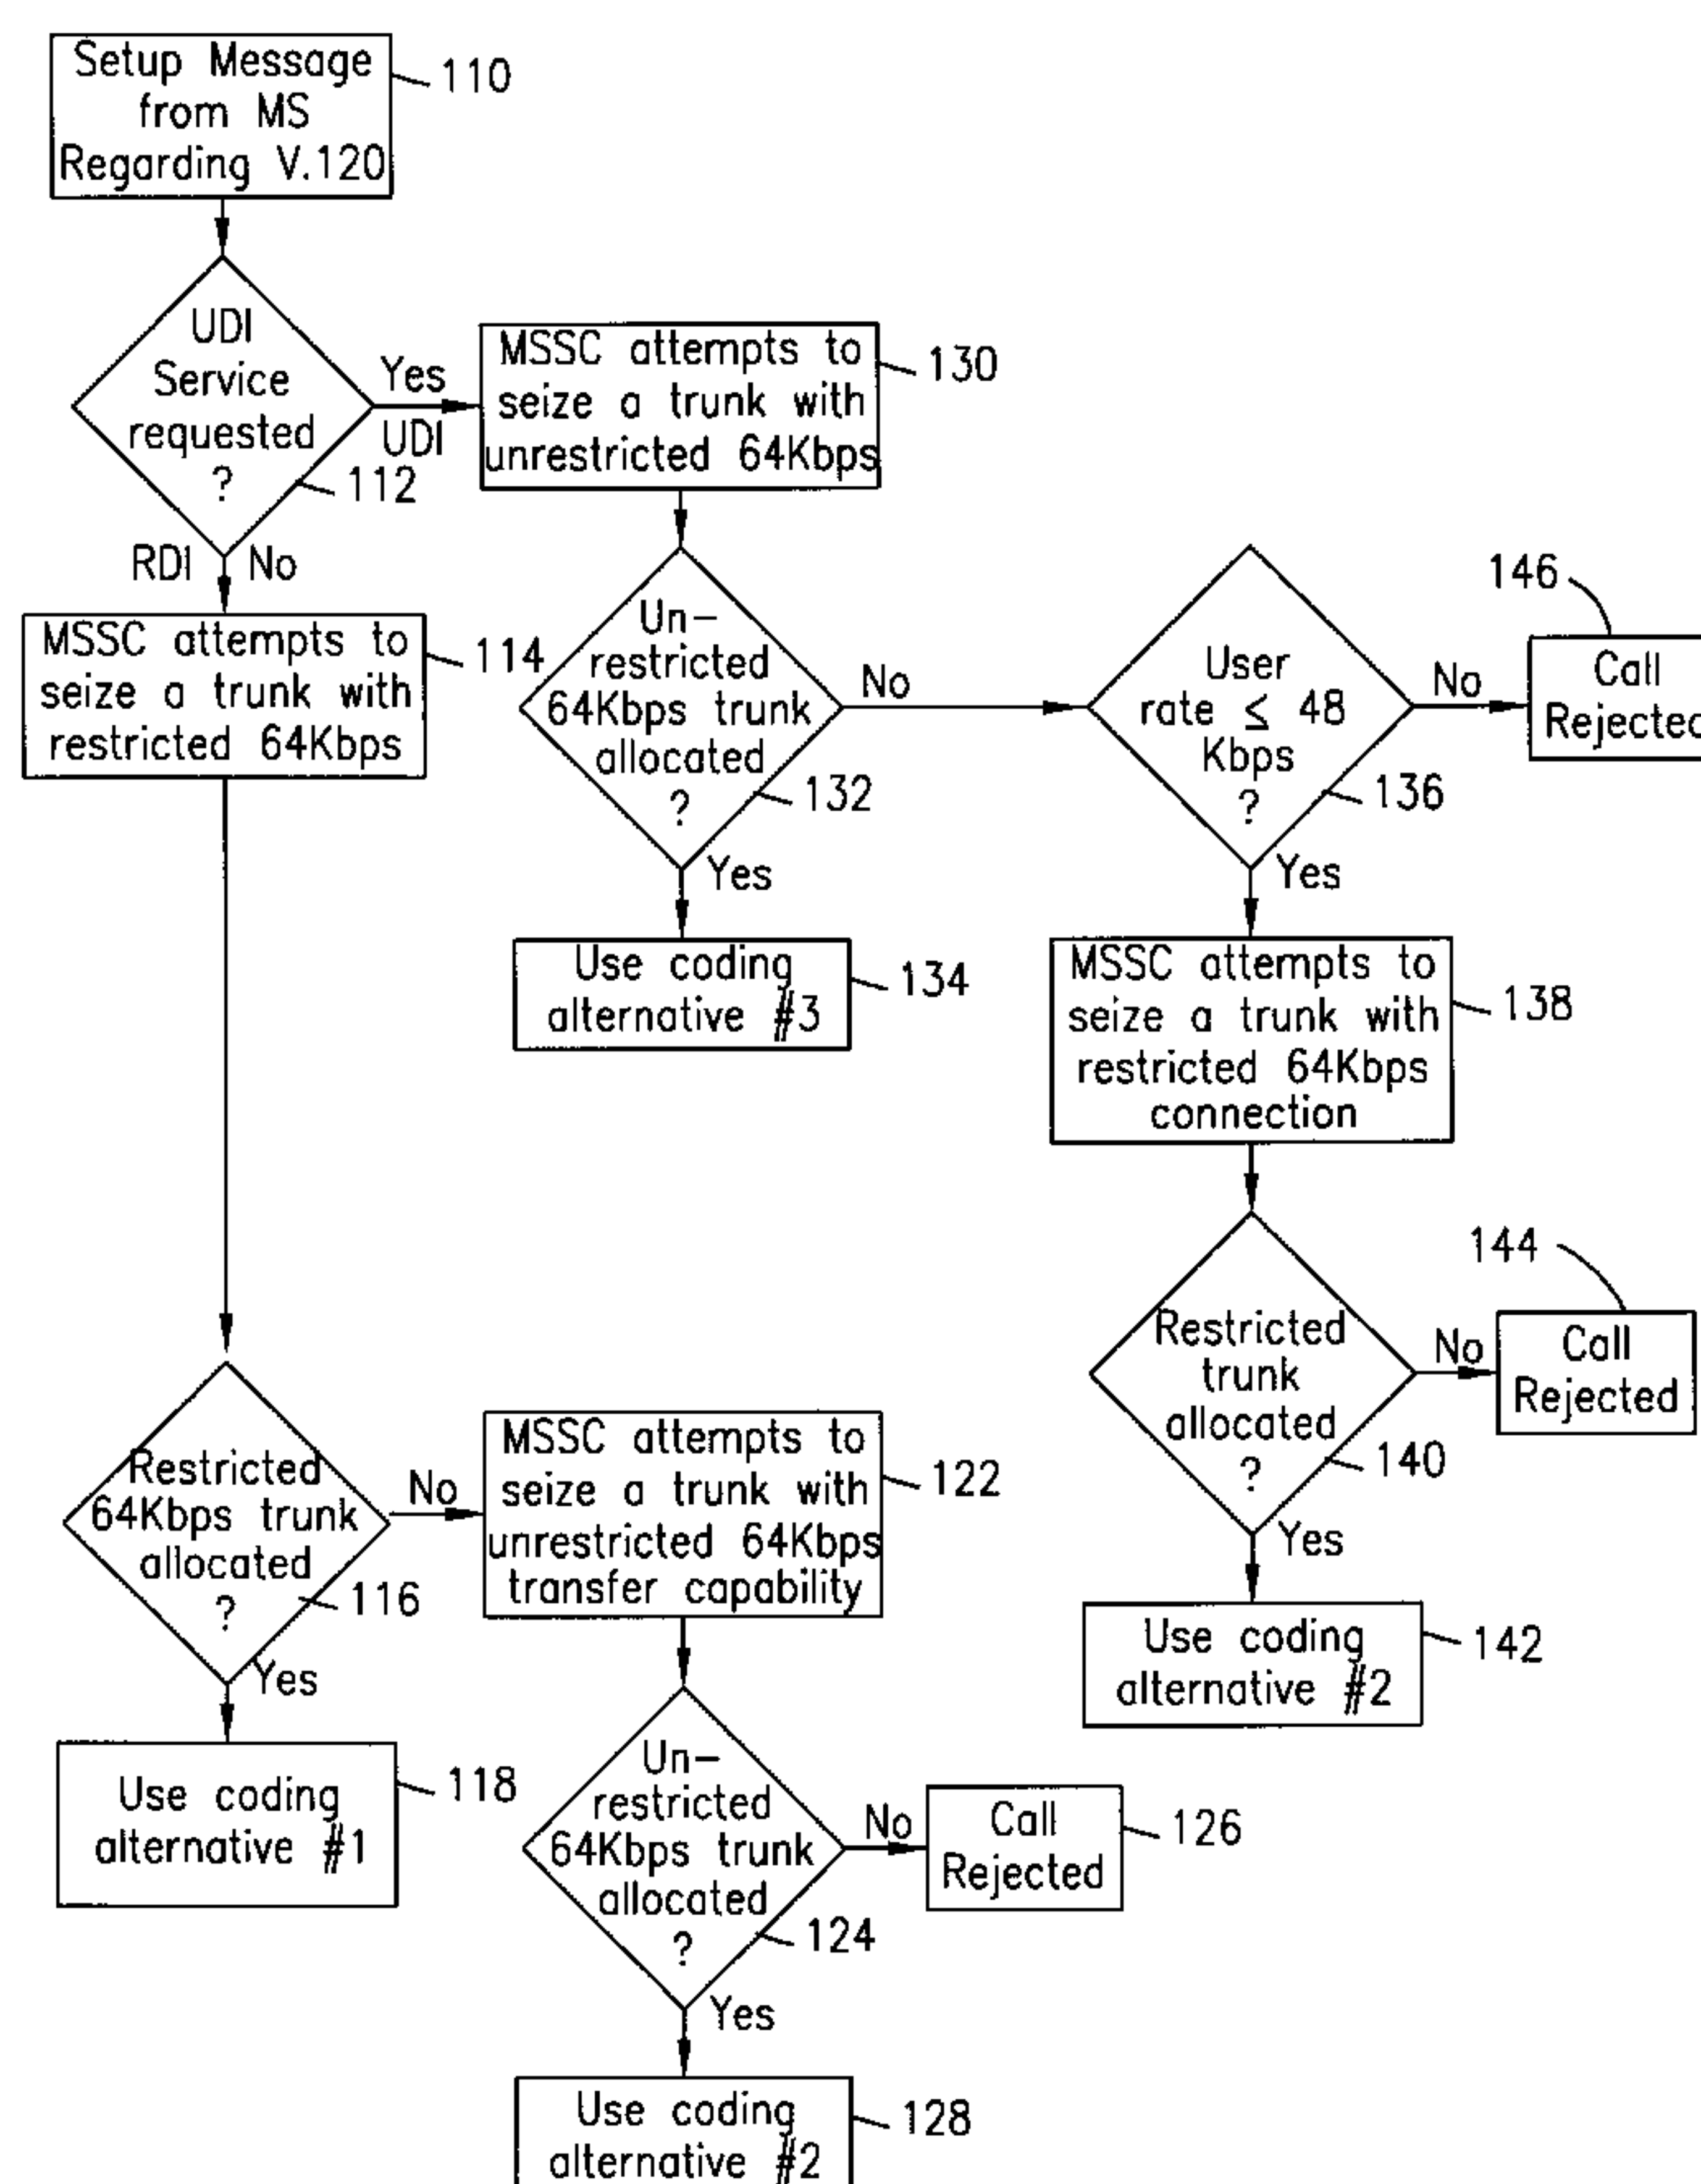 Setup Message
from MS
Regarding V.120
110
UDI
Service
requested
?
112
Yes
UDI
RDI No
MSSC attempts to
seize a trunk with
unrestricted 64Kbps
130
MSSC attempts to
seize a trunk with
restricted 64Kbps
114
Un-
restricted
64Kbps trunk
allocated
?
132
No
Yes
User
rate ≤ 48
Kbps
?
136
No
Yes
146
Call
Rejected
Use coding
alternative #3
134
MSSC attempts to
seize a trunk with
restricted 64Kbps
connection
138
Restricted
trunk
allocated
?
140
No
Yes
144
Call
Rejected
Use coding
alternative #2
142
Restricted
64Kbps trunk
allocated
?
116
No
Yes
MSSC attempts to
seize a trunk with
unrestricted 64Kbps
transfer capability
122
Use coding
alternative #1
118
Un-
restricted
64Kbps trunk
allocated
?
124
No
Yes
Call
Rejected
126
Use coding
alternative #2
128